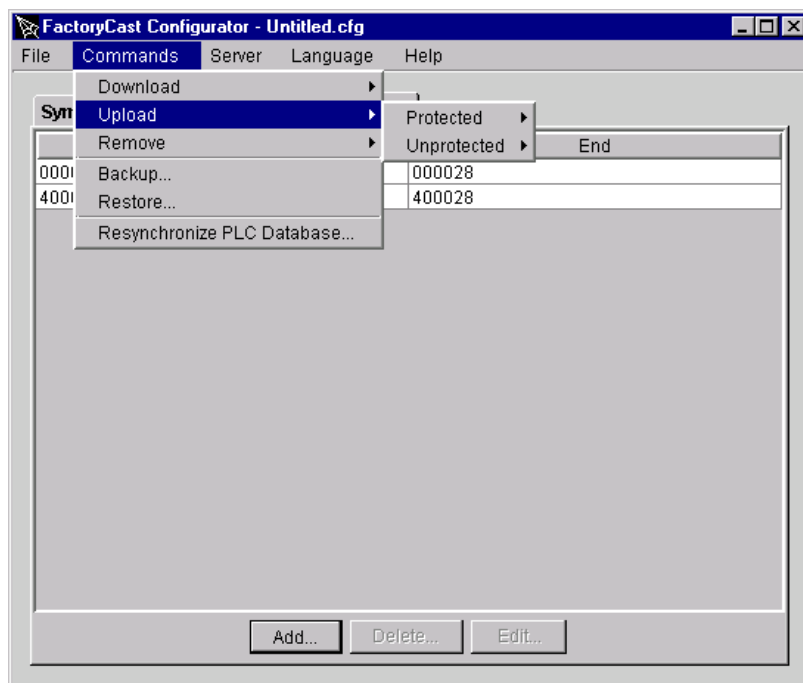 FactoryCast Configurator - Untitled.cfg
File Commands Server Language Help
Download
Upload
Remove
Backup...
Restore...
Resynchronize PLC Database...
Protected
Unprotected
End
000028
400028
Add... Delete... Edit...